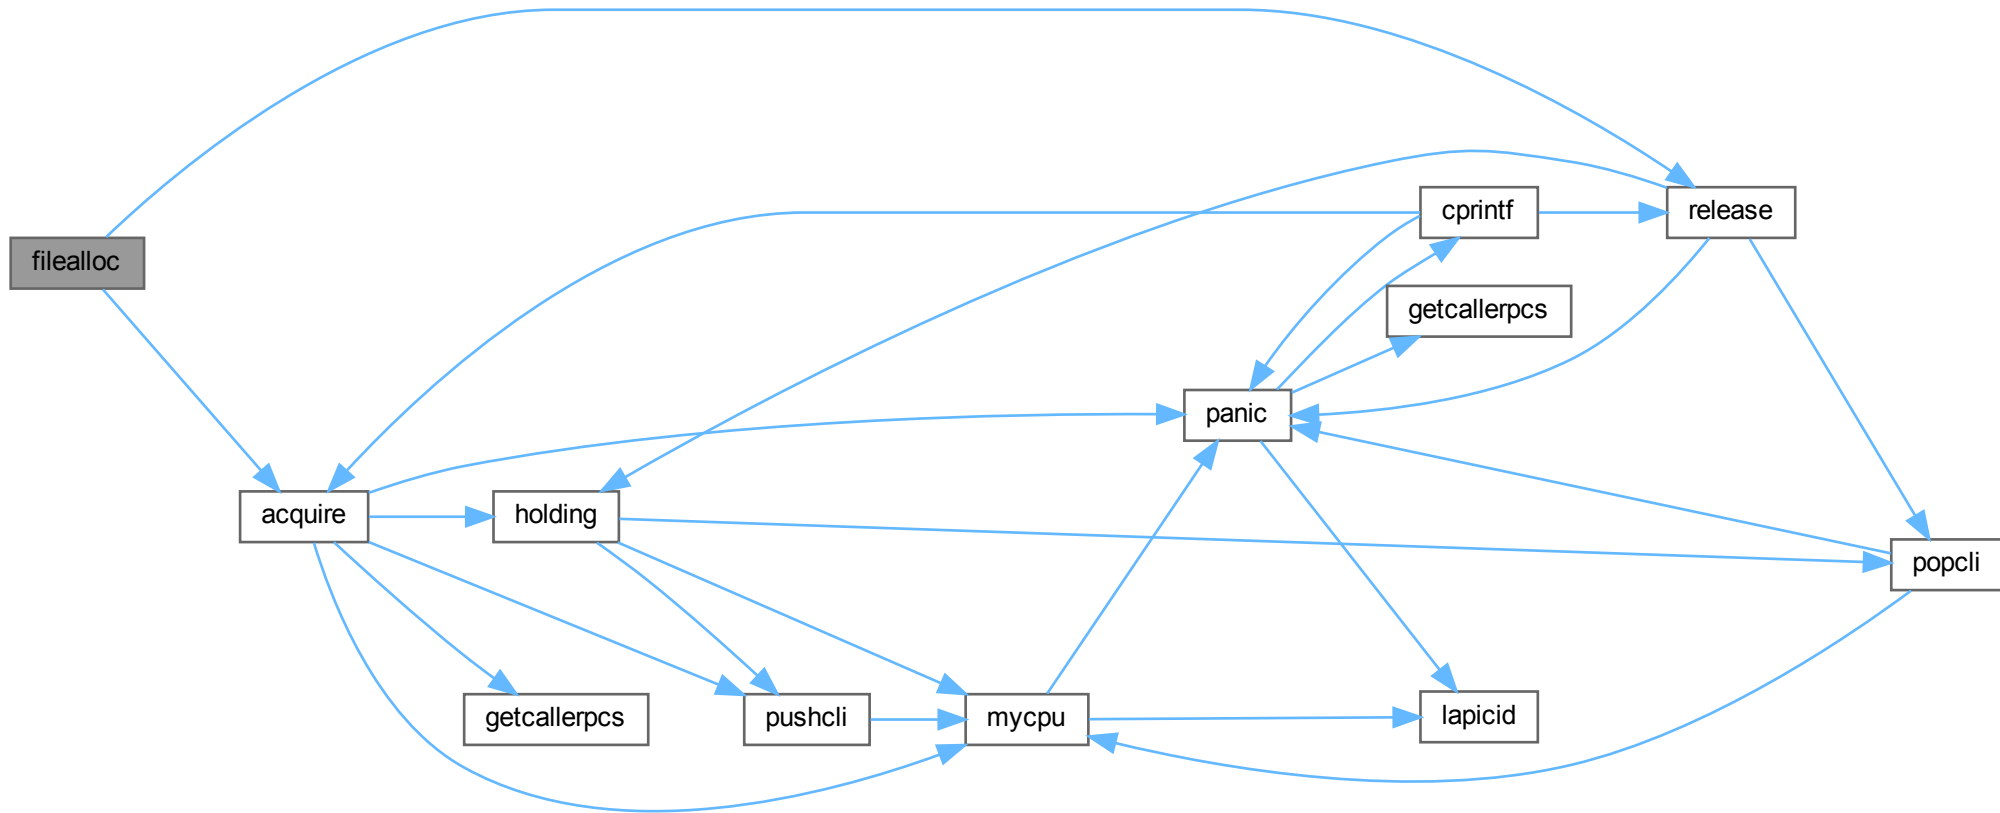 filealloc
acquire
holding
getcallerpcs
pushcli
mycpu
panic
cprintf
getcallerpcs
lapicid
release
popcli